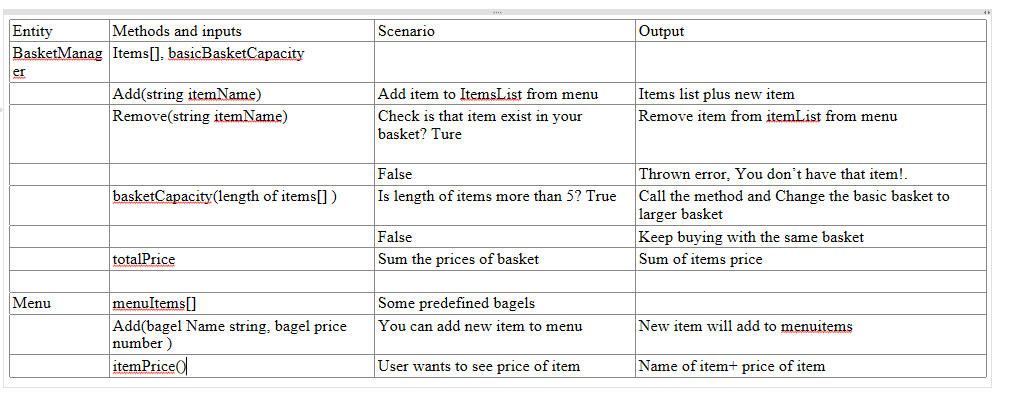 Entity Methods and inputs Scenario Output
BasketManag Items[], basicBasketCapacity
er
Add(string itemName) Add item to ItemsList from menu Items list plus new item
Remove(string itemName) Check is that item exist in your Remove item from itemList from menu
basket? Ture
False Thrown error, You don’t have that item!.
basketCapacity(length of items[] ) Is length of items more than 5? True Call the method and Change the basic basket to
larger basket
False Keep buying with the same basket
totalPrice Sum the prices of basket Sum of items price
Menu menuItems[] Some predefined bagels
Add(bagel Name string, bagel price You can add new item to menu New item will add to menuitems
number )
itemPrice() User wants to see price of item Name of item+ price of item